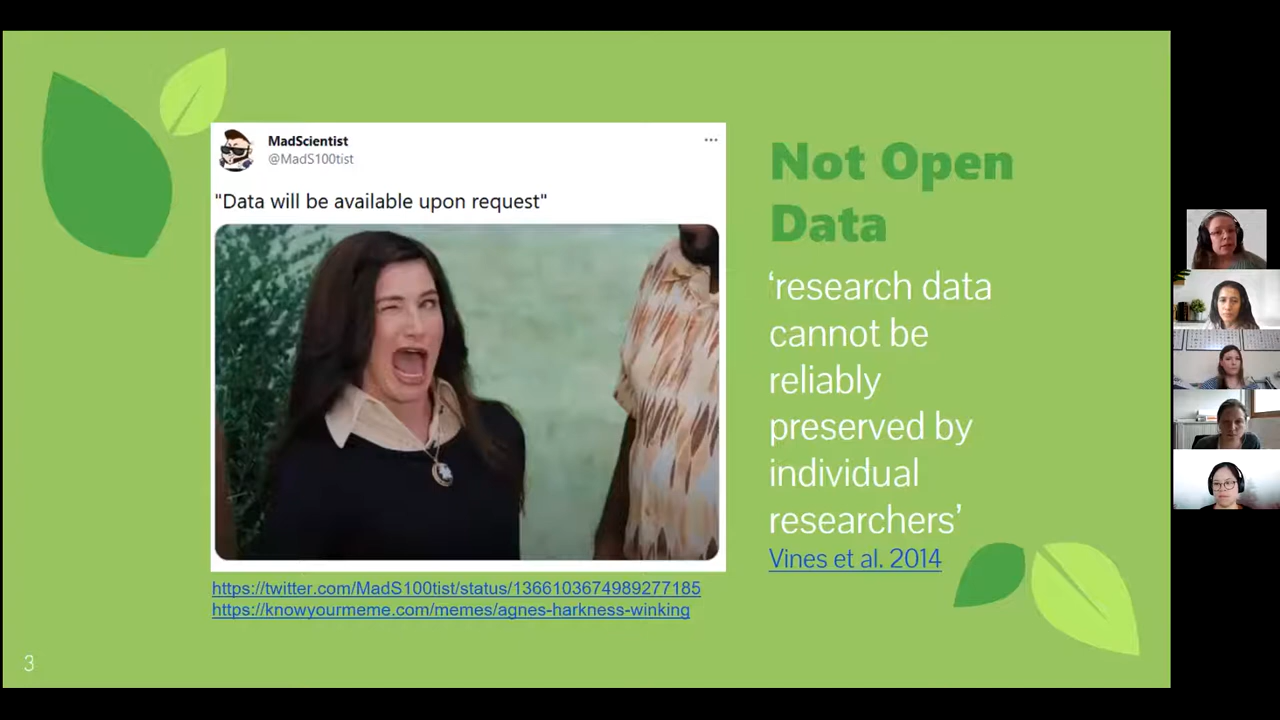 MadScientist
@MadS100tist
...
"Data will be available upon request"
https://twitter.com/MadS100tist/status/1366103674989277185
https://knowyourmeme.com/memes/agnes-harkness-winking
Not Open
Data
‘research data
cannot be
reliably
preserved by
individual
researchers’
Vines et al. 2014
3